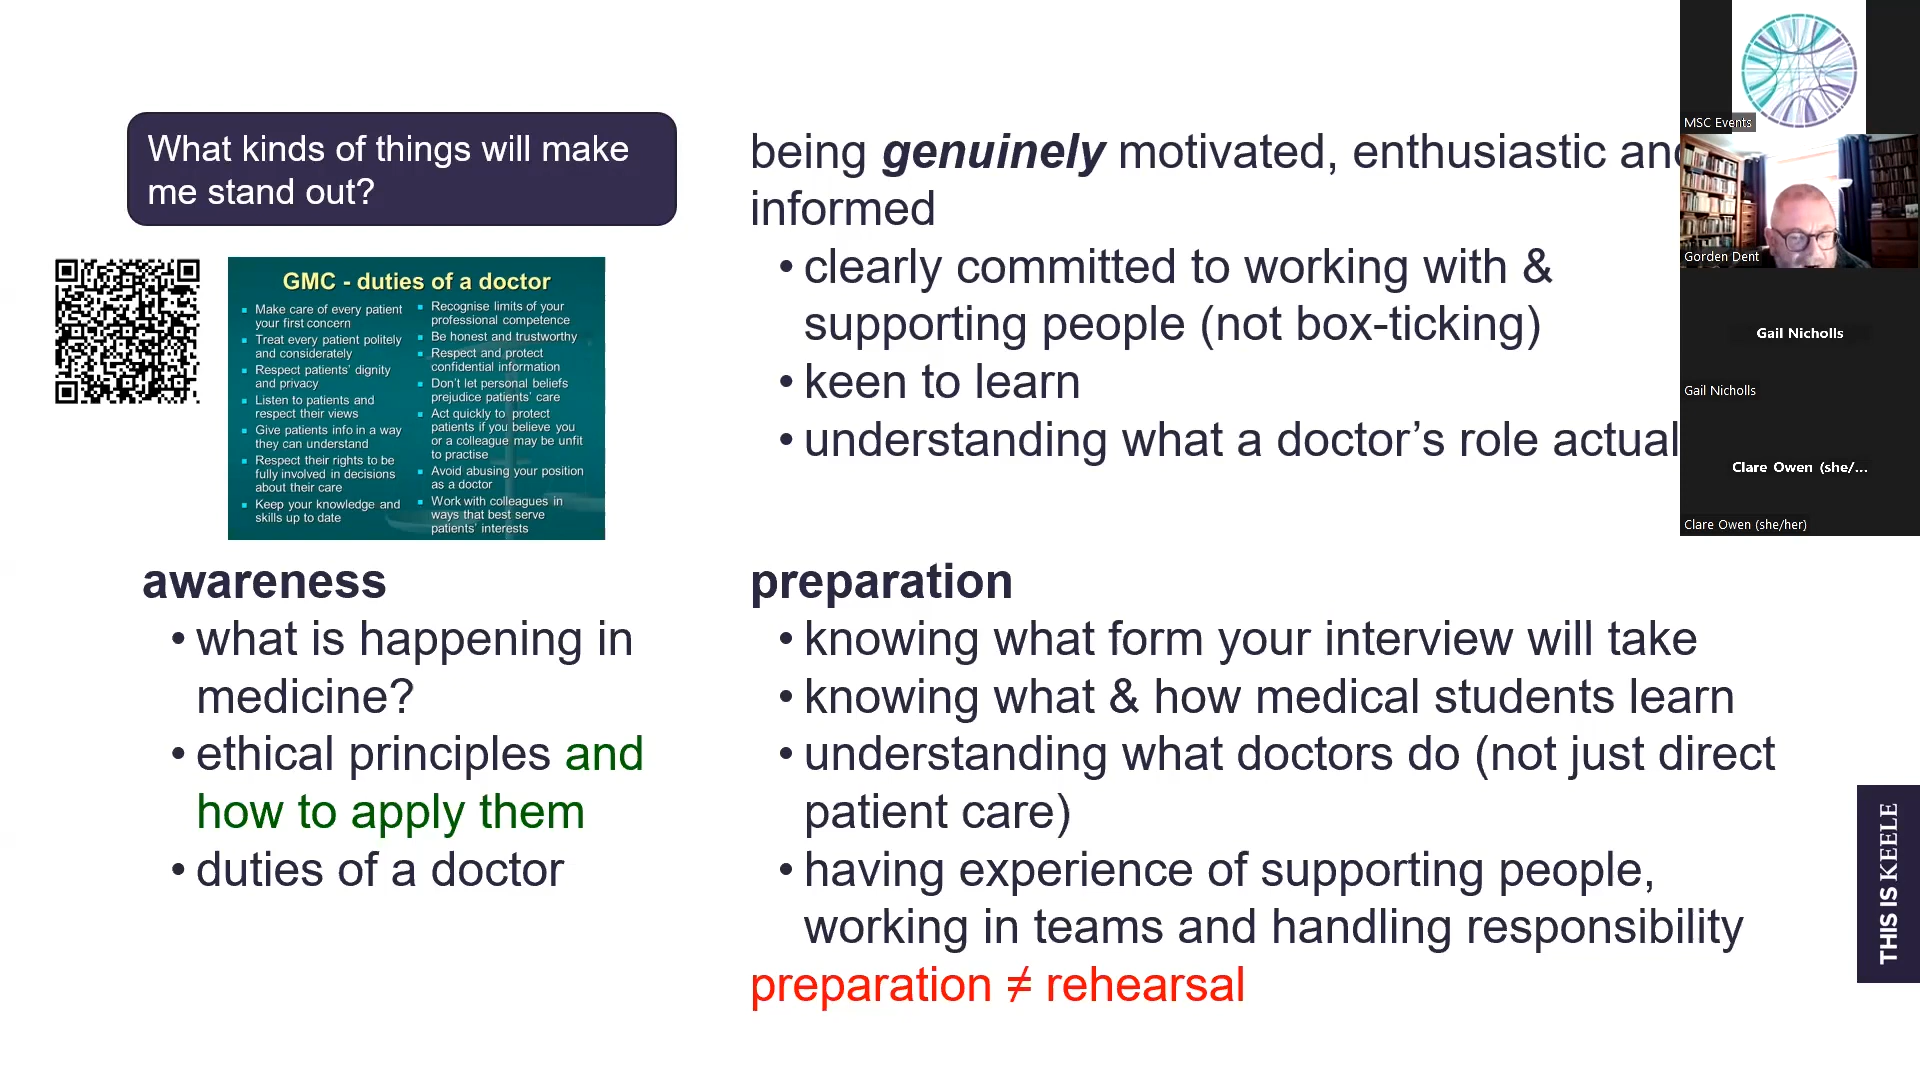 What kinds of things will make
me stand out?
GMC - duties of a doctor
Make care of every patient
your first concern
Treat every patient politely
and considerately
Respect patients' dignity
and privacy
Listen to patients and
respect their views
Give patients info in a way
they can understand
Respect their rights to be
fully involved in decisions
about their care
Keep your knowledge and
skills up to date
Recognise limits of your
professional competence
Be honest and trustworthy
Respect and protect
confidential information
Don't let personal beliefs
prejudice patients' care
Act quickly to protect
patients if you believe you
or a colleague may be unfit
to practise
Avoid abusing your position
as a doctor
Work with colleagues in
ways that best serve
patients' interests
awareness
• what is happening in
medicine?
• ethical principles and
how to apply them
• duties of a doctor
being genuinely motivated, enthusiastic and
informed
• clearly committed to working with &
supporting people (not box-ticking)
• keen to learn
• understanding what a doctor's role actual
preparation
• knowing what form your interview will take
• knowing what & how medical students learn
• understanding what doctors do (not just direct
patient care)
• having experience of supporting people,
working in teams and handling responsibility
preparation ≠ rehearsal
MSC Events
Gorden Dent
Gail Nicholls
Gail Nicholls
Clare Owen (she/...
Clare Owen (she/her)
THIS IS KEELE